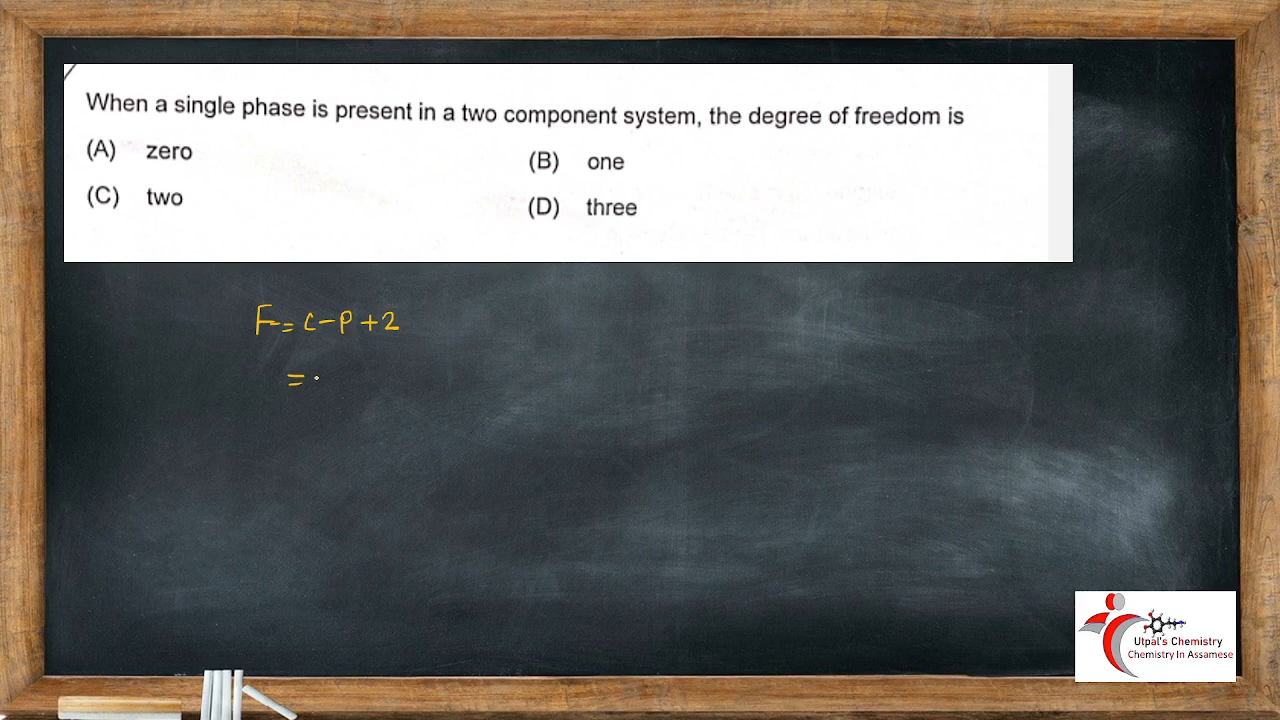 When a single phase is present in a two component system, the degree of freedom is
(A) zero
(B) one
(C) two
(D) three
F = C - P + 2
=
Utpal's Chemistry
Chemistry In Assamese